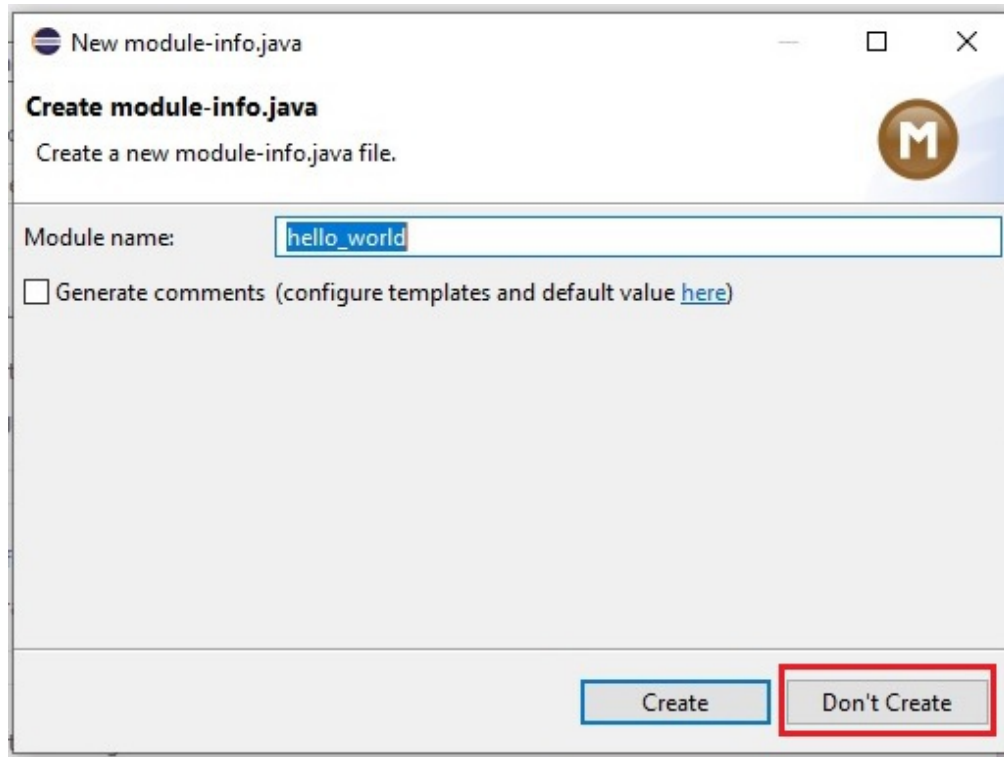 New module-info.java
Create module-info.java
Create a new module-info.java file.
M
Module name: hello_world
Generate comments (configure templates and default value here)
Create Don't Create